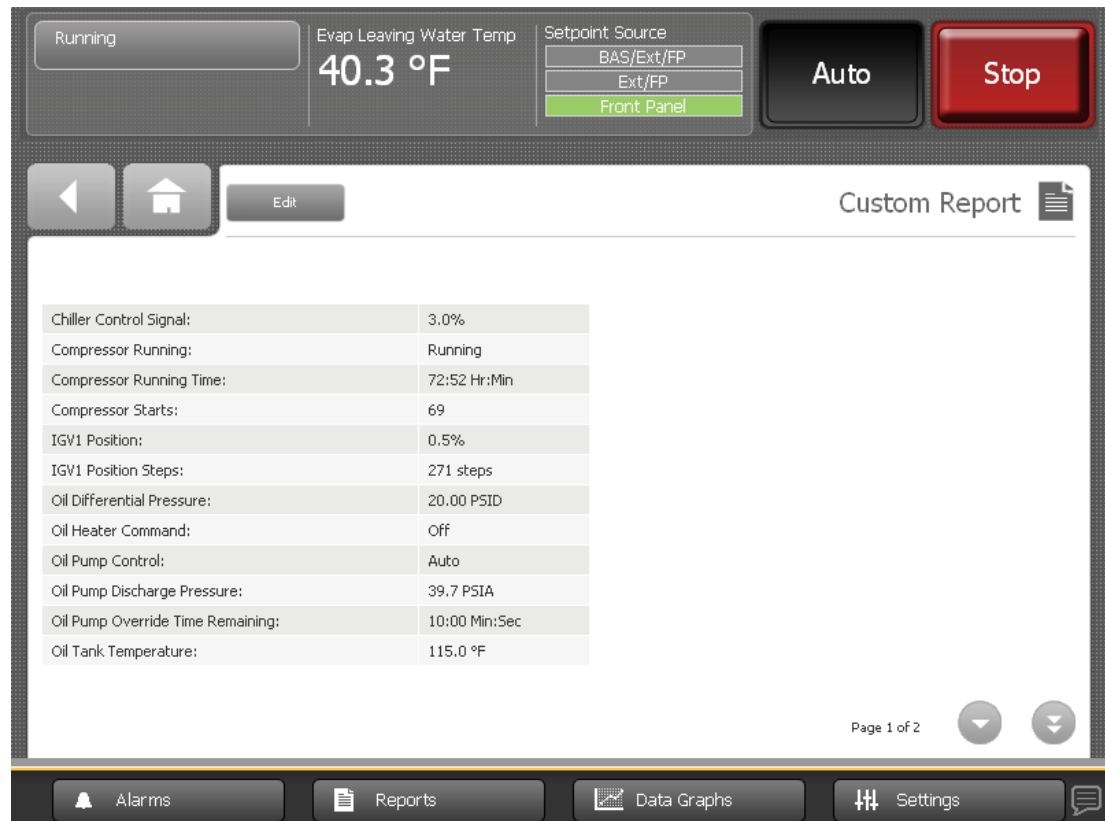 Running
Evap Leaving Water Temp
40.3 °F
Setpoint Source
BAS/Ext/FP
Ext/FP
Front Panel
Auto
Stop
Edit
Custom Report
Chiller Control Signal: 3.0%
Compressor Running: Running
Compressor Running Time: 72:52 Hr:Min
Compressor Starts: 69
IGV1 Position: 0.5%
IGV1 Position Steps: 271 steps
Oil Differential Pressure: 20.00 PSID
Oil Heater Command: Off
Oil Pump Control: Auto
Oil Pump Discharge Pressure: 39.7 PSIA
Oil Pump Override Time Remaining: 10:00 Min:Sec
Oil Tank Temperature: 115.0 °F
Page 1 of 2
Alarms
Reports
Data Graphs
Settings